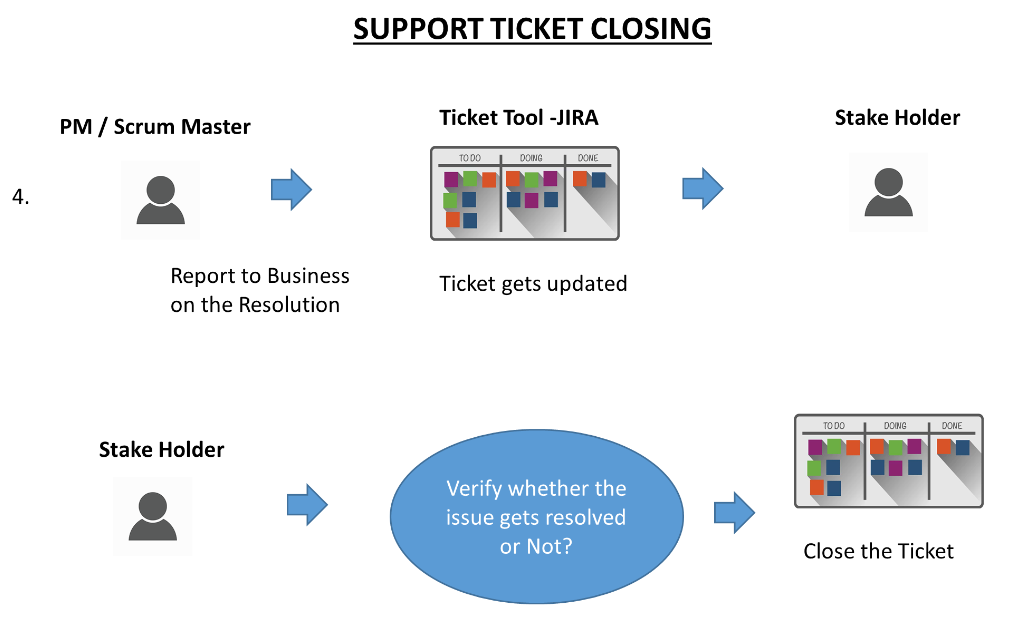 SUPPORT TICKET CLOSING
PM / Scrum Master
Ticket Tool -JIRA
Stake Holder
4.
TO DO
DOING
DONE
Report to Business
on the Resolution
Ticket gets updated
Stake Holder
Verify whether the
issue gets resolved
or Not?
TO DO
DOING
DONE
Close the Ticket